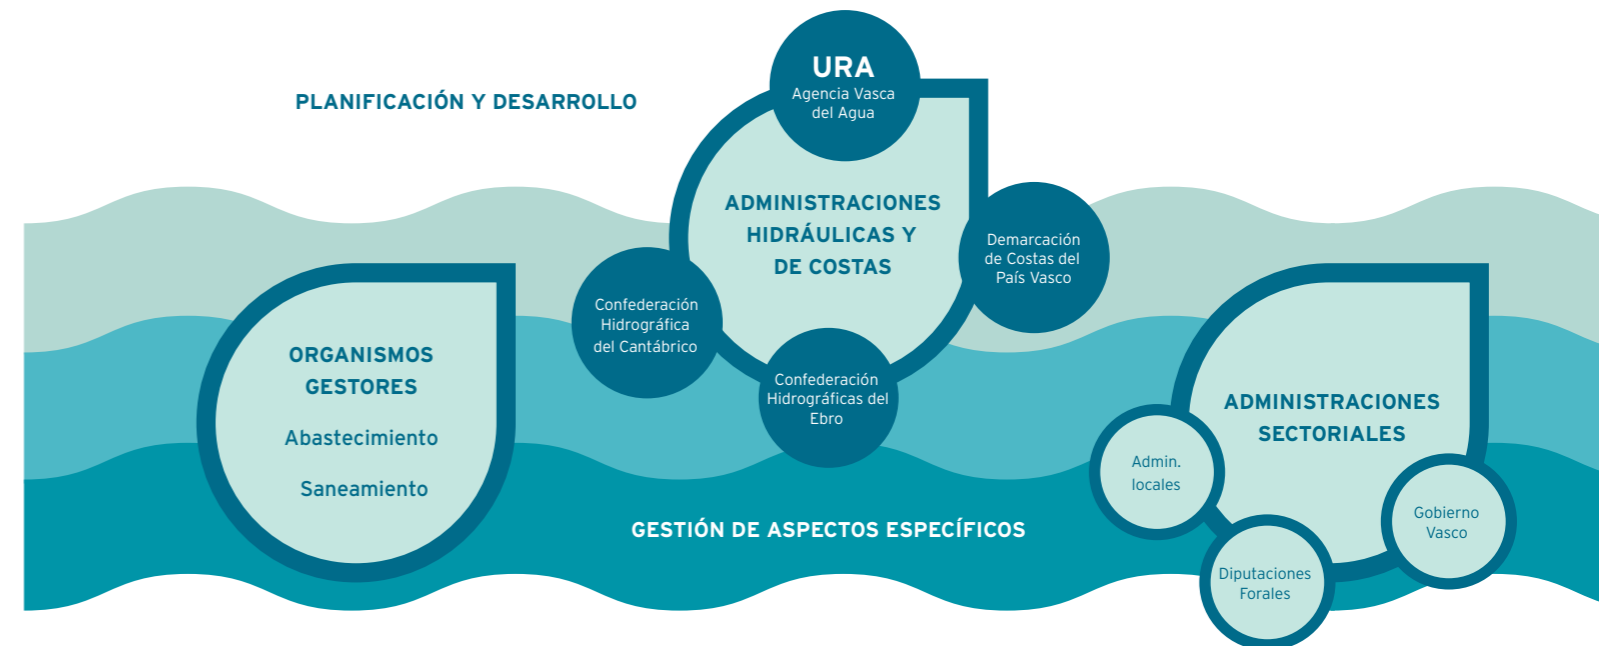 PLANIFICACIÓN Y DESARROLLO
URA
Agencia Vasca
del Agua
ADMINISTRACIONES
HIDRÁULICAS Y
DE COSTAS
Demarcación
de Costas del
País Vasco
Confederación
Hidrográfica
del Cantábrico
Confederación
Hidrográficas del
Ebro
ORGANISMOS
GESTORES
Abastecimiento
Saneamiento
ADMINISTRACIONES
SECTORIALES
Admin.
locales
Diputaciones
Forales
Gobierno
Vasco
GESTIÓN DE ASPECTOS ESPECÍFICOS